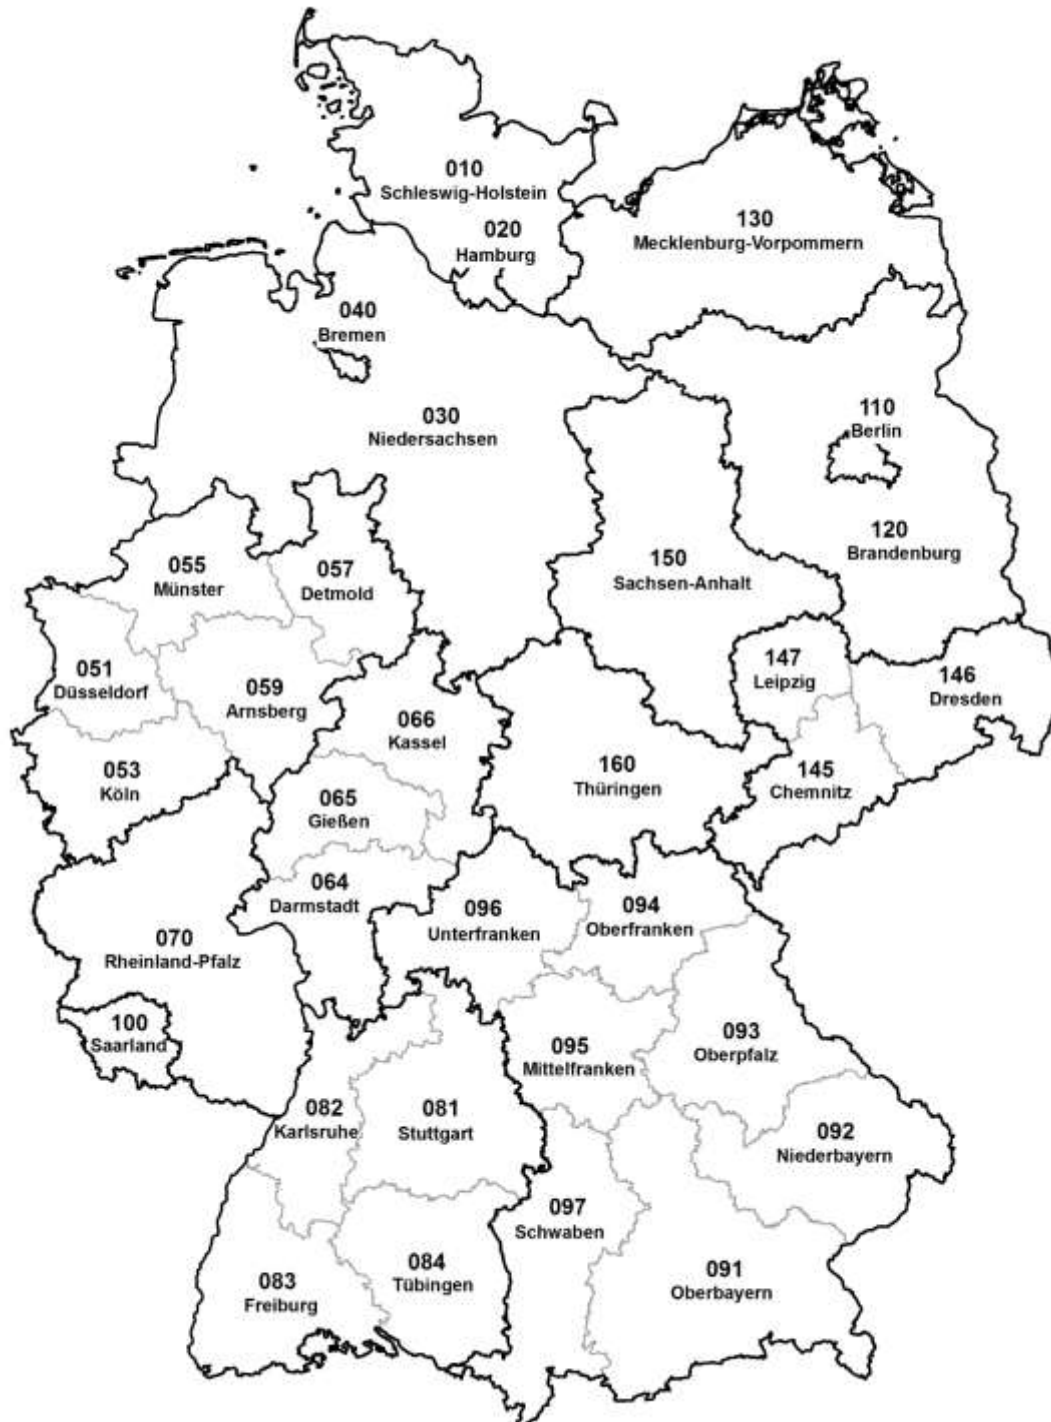 010
Schleswig-Holstein
020
Hamburg
130
Mecklenburg-Vorpommern
040
Bremen
030
Niedersachsen
110
Berlin
120
Brandenburg
150
Sachsen-Anhalt
055
Münster
057
Detmold
051
Düsseldorf
059
Arnsberg
053
Köln
066
Kassel
147
Leipzig
146
Dresden
160
Thüringen
145
Chemnitz
065
Gießen
064
Darmstadt
096
Unterfranken
094
Oberfranken
070
Rheinland-Pfalz
100
Saarland
095
Mittelfranken
093
Oberpfalz
082
Karlsruhe
081
Stuttgart
092
Niederbayern
097
Schwaben
084
Tübingen
083
Freiburg
091
Oberbayern